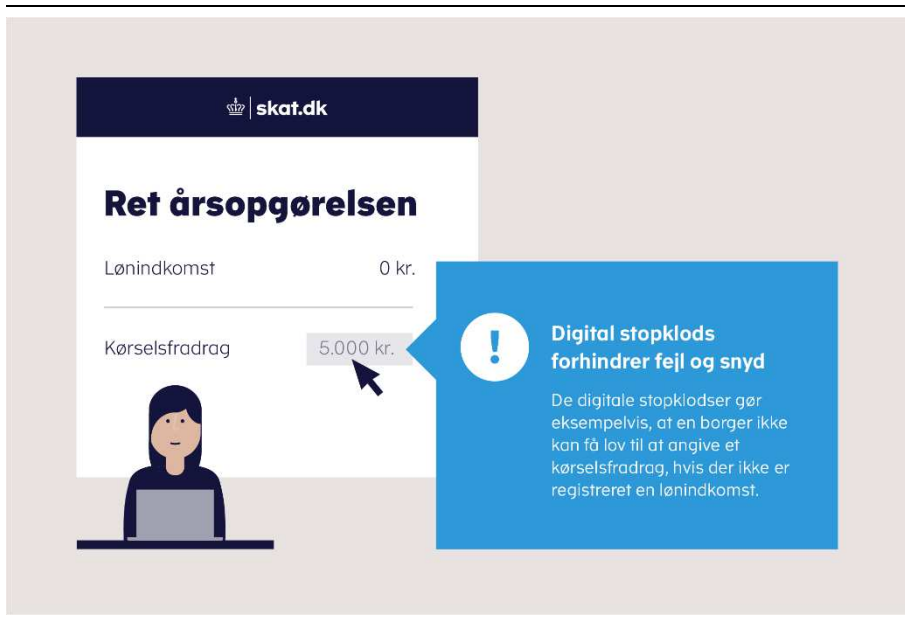 skat.dk
Ret årsopgørelsen
Lønindkomst 0 kr.
Kørselsfradrag 5.000 kr.
!
Digital stopklods
forhindrer fejl og snyd
De digitale stopklodser gør
eksempelvis, at en borger ikke
kan få lov til at angive et
kørselsfradrag, hvis der ikke er
registreret en lønindkomst.